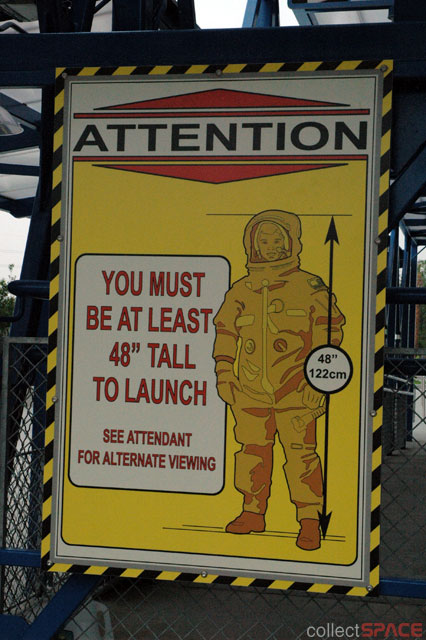 ATTENTION
YOU MUST
BE AT LEAST
48” TALL
TO LAUNCH
SEE ATTENDANT
FOR ALTERNATE VIEWING
48”
122cm
collectSPACE